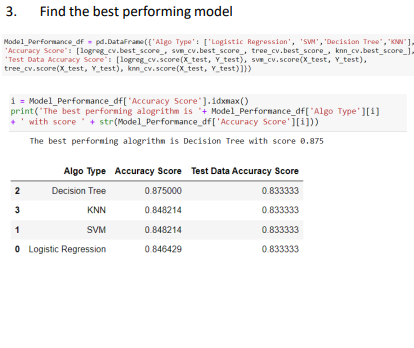 3. Find the best performing model
Model_Performance_df = pd.DataFrame({'Algo Type': ['Logistic Regression', 'SVM','Decision Tree','KNN'],
'Accuracy Score': [logreg_cv.best_score_, svm_cv.best_score_, tree_cv.best_score_, knn_cv.best_score_],
'Test Data Accuracy Score': [logreg_cv.score(X_test, Y_test), svm_cv.score(X_test, Y_test),
tree_cv.score(X_test, Y_test), knn_cv.score(X_test, Y_test)]})
i = Model_Performance_df['Accuracy Score'].idxmax()
print('The best performing alogrithm is '+ Model_Performance_df['Algo Type'][i]
+ ' with score ' + str(Model_Performance_df['Accuracy Score'][i]))
The best performing alogrithm is Decision Tree with score 0.875
Algo Type Accuracy Score Test Data Accuracy Score
2 Decision Tree 0.875000 0.833333
3 KNN 0.848214 0.833333
1 SVM 0.848214 0.833333
0 Logistic Regression 0.846429 0.833333